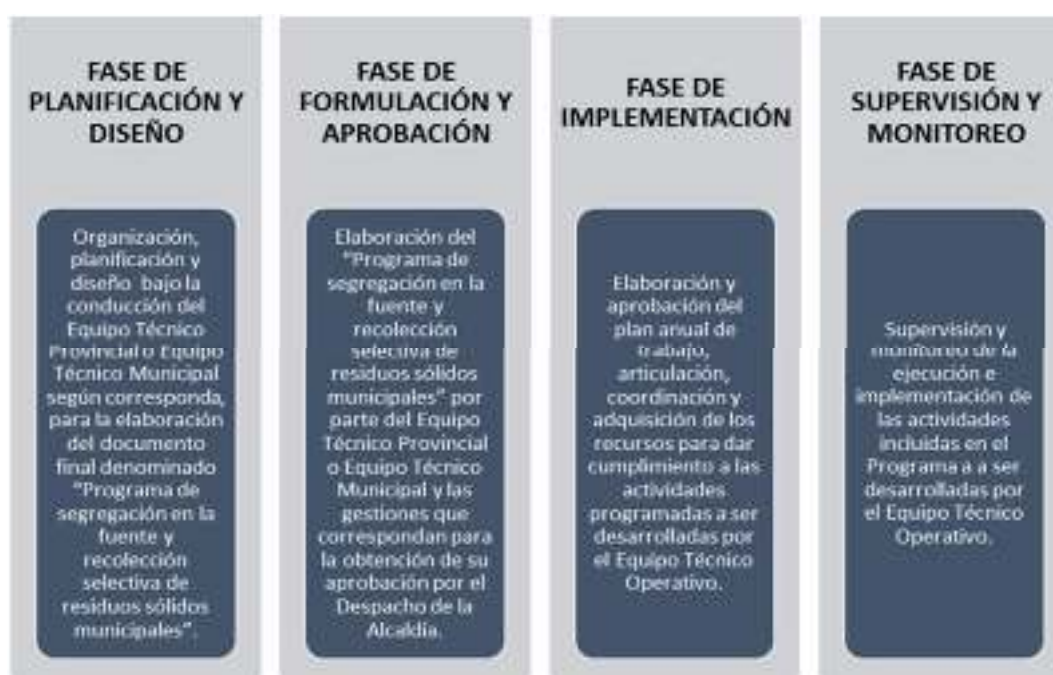 FASE DE
PLANIFICACIÓN Y
DISEÑO
Organización,
planificación y
diseño bajo la
conducción del
Equipo Técnico
Provincial o Equipo
Técnico Municipal
según corresponda,
para la elaboración
del documento
final denominado
"Programa de
segregación en la
fuente y
recolección
selectiva de
residuos sólidos
municipales".
FASE DE
FORMULACIÓN Y
APROBACIÓN
Elaboración del
"Programa de
segregación en la
fuente y
recolección
selectiva de
residuos sólidos
municipales" por
parte del Equipo
Técnico Provincial
o Equipo Técnico
Municipal y las
gestiones que
correspondan para
la obtención de su
aprobación por el
Despacho de la
Alcaldía.
FASE DE
IMPLEMENTACIÓN
Elaboración y
aprobación del
plan anual de
trabajo,
articulación,
coordinación y
adquisición de los
recursos para dar
cumplimiento a las
actividades
programadas a ser
desarrolladas por
el Equipo Técnico
Operativo.
FASE DE
SUPERVISIÓN Y
MONITOREO
Supervisión y
monitoreo de la
ejecución e
implementación de
las actividades
incluidas en el
Programa a a ser
desarrolladas por
el Equipo Técnico
Operativo.